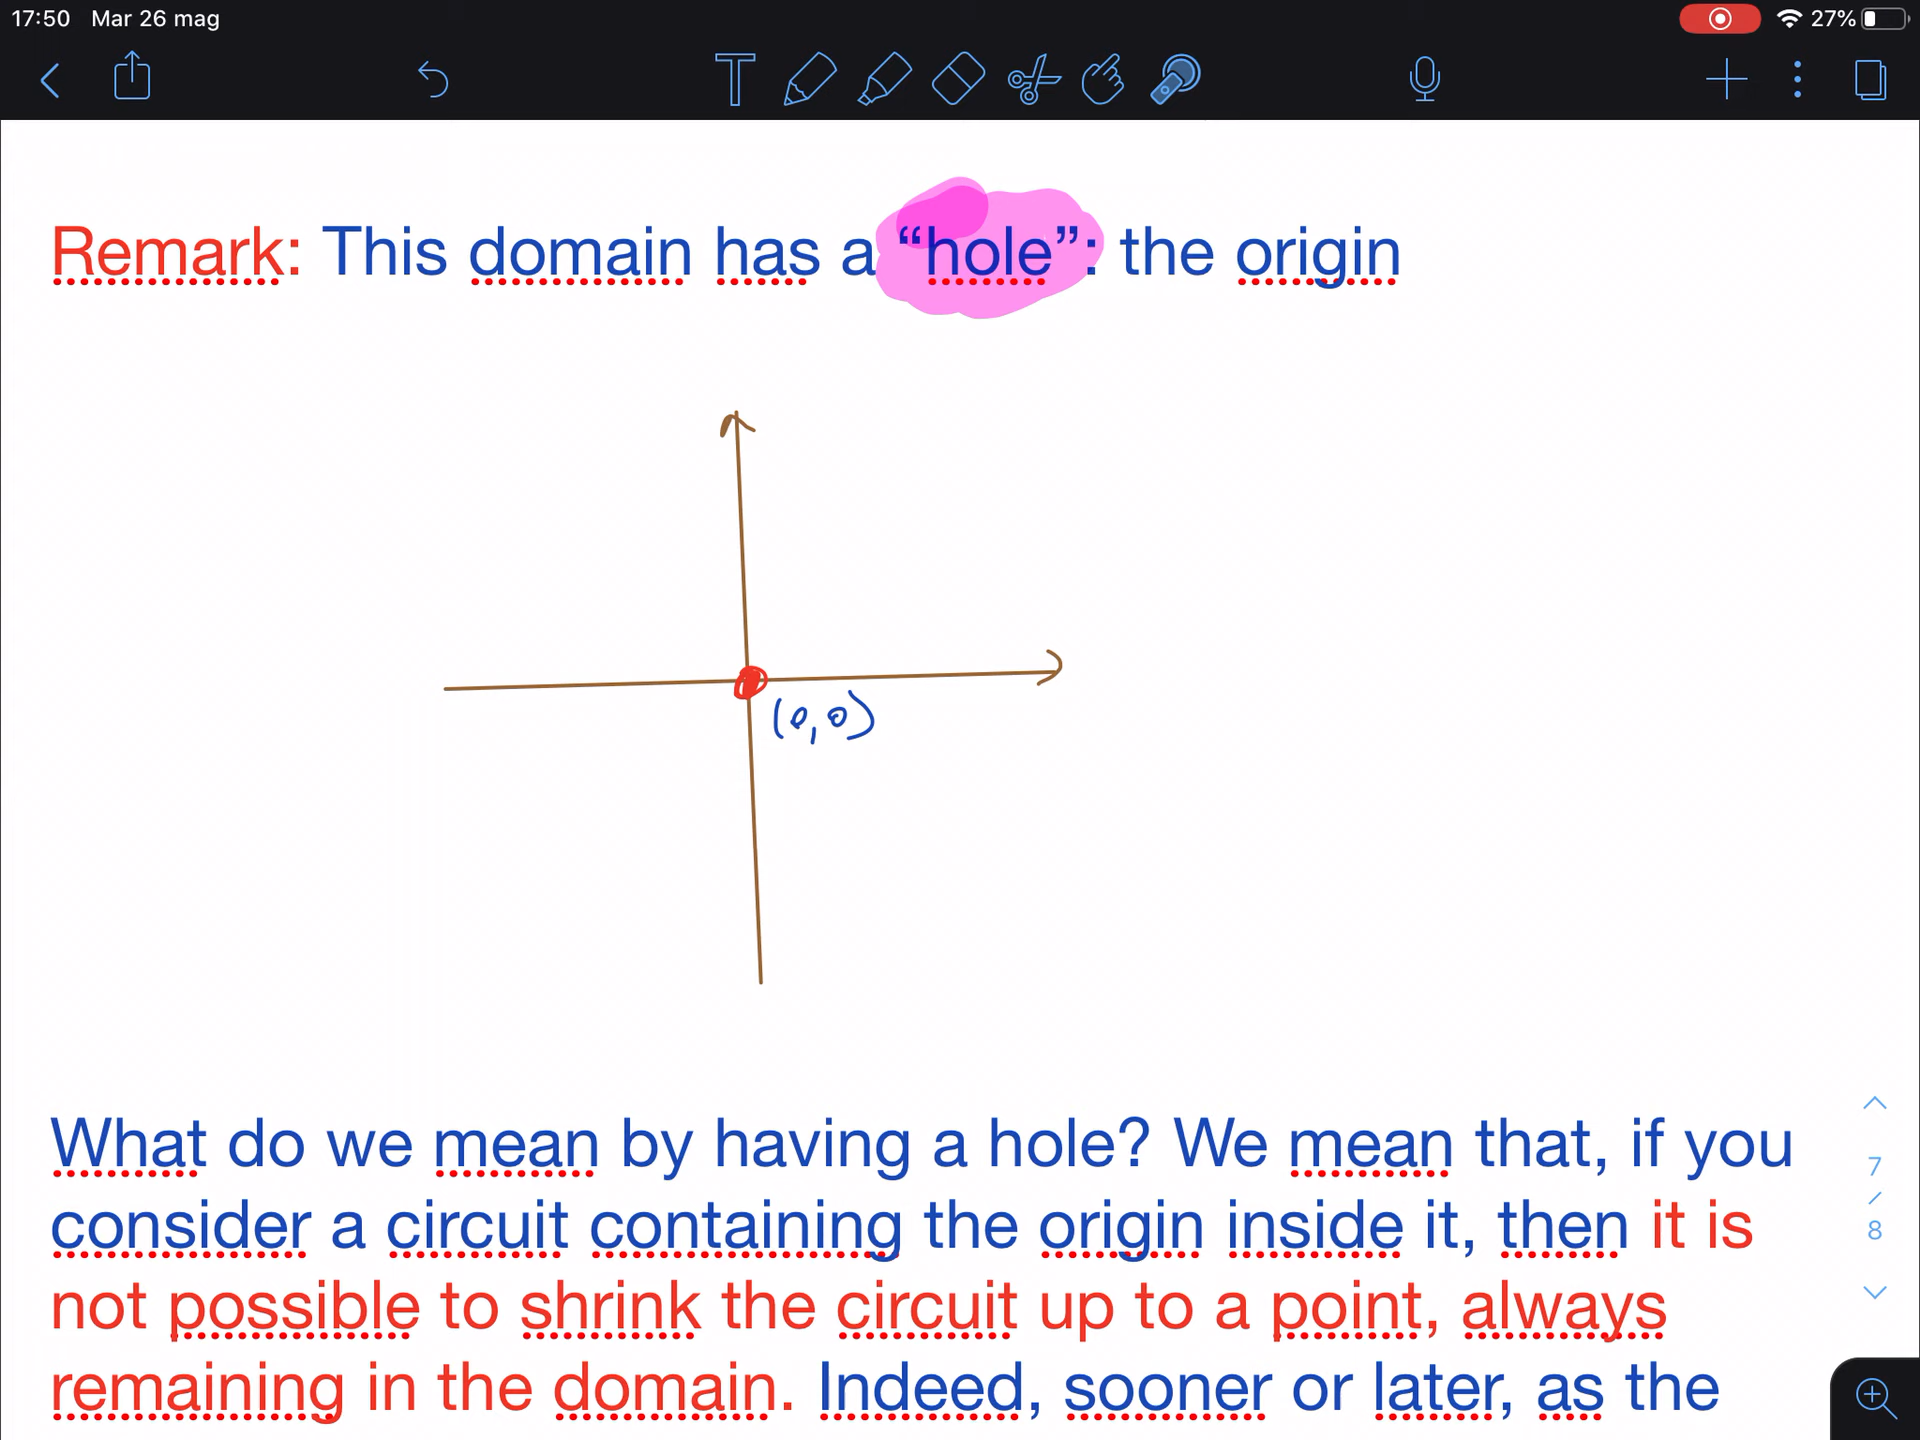 17:50 Mar 26 mag
27%
T
Remark: This domain has a “hole”: the origin
(0,0)
What do we mean by having a hole? We mean that, if you
consider a circuit containing the origin inside it, then it is
not possible to shrink the circuit up to a point, always
remaining in the domain. Indeed, sooner or later, as the
7
/
8